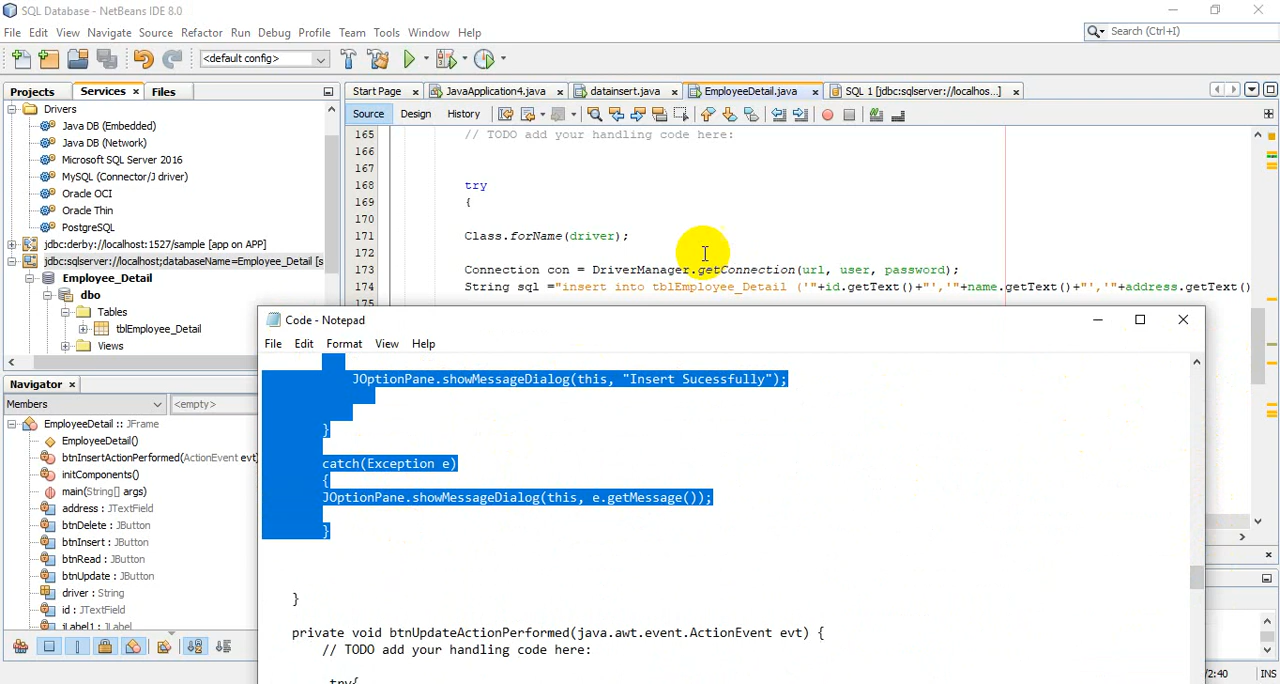 SQL Database - NetBeans IDE 8.0
File Edit View Navigate Source Refactor Run Debug Profile Team Tools Window Help
Search (Ctrl+I)
<default config>
Projects Services Files
Start Page JavaApplication4.java datainsert.java EmployeeDetail.java SQL 1 [jdbc:sqlserver://localhos...]
Source Design History
Drivers
Java DB (Embedded)
Java DB (Network)
Microsoft SQL Server 2016
MySQL (Connector/J driver)
Oracle OCI
Oracle Thin
PostgreSQL
jdbc:derby://localhost:1527/sample [app on APP]
jdbc:sqlserver://localhost;databaseName=Employee_Detail [s
Employee_Detail
dbo
Tables
tblEmployee_Detail
Views
165 // TODO add your handling code here:
166
167
168 try
169 {
170
171 Class.forName(driver);
172
173 Connection con = DriverManager.getConnection(url, user, password);
174 String sql ="insert into tblEmployee_Detail ('"+id.getText()+"','"+name.getText()+"','"+address.getText()
175
Navigator
Members <empty>
EmployeeDetail :: JFrame
EmployeeDetail()
btnInsertActionPerformed(ActionEvent evt)
initComponents()
main(String[] args)
address : JTextField
btnDelete : JButton
btnInsert : JButton
btnRead : JButton
btnUpdate : JButton
driver : String
id : JTextField
jLabel1 : JLabel
Code - Notepad
File Edit Format View Help
JOptionPane.showMessageDialog(this, "Insert Sucessfully");
}
catch(Exception e)
{
JOptionPane.showMessageDialog(this, e.getMessage());
}
}
private void btnUpdateActionPerformed(java.awt.event.ActionEvent evt) {
// TODO add your handling code here:
try{
2:40 INS